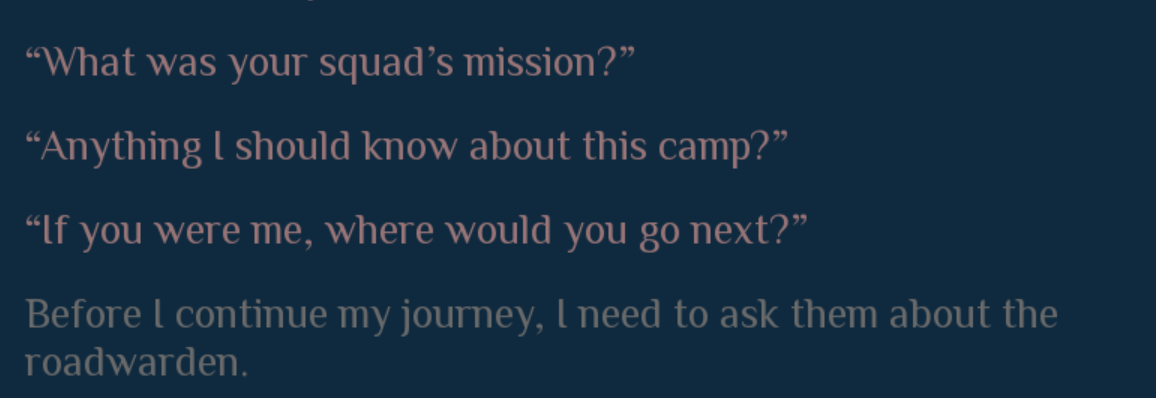 “What was your squad’s mission?”
“Anything I should know about this camp?”
“If you were me, where would you go next?”
Before I continue my journey, I need to ask them about the
roadwarden.